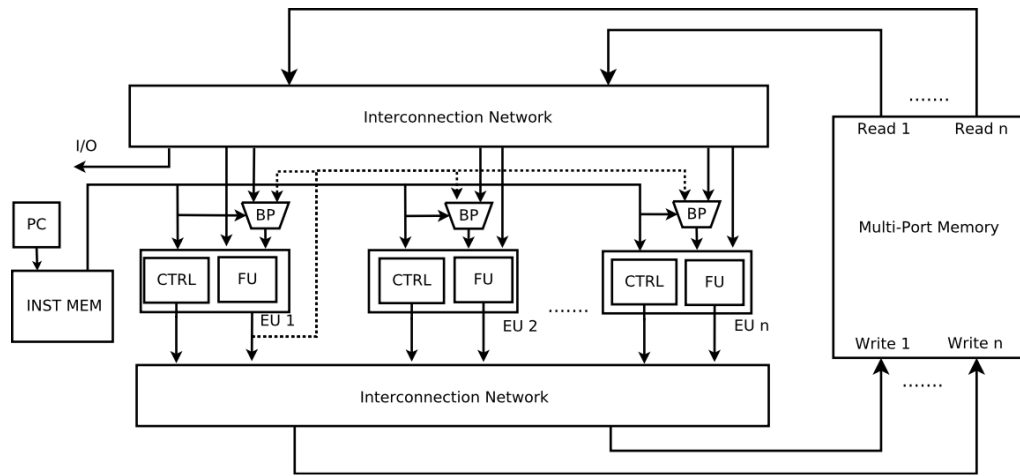 .......
Interconnection Network
Read 1
Read n
I/O
BP
BP
BP
PC
Multi-Port Memory
CTRL
FU
CTRL
FU
CTRL
FU
INST MEM
EU 1
EU 2
.......
EU n
Write 1
Write n
.......
Interconnection Network